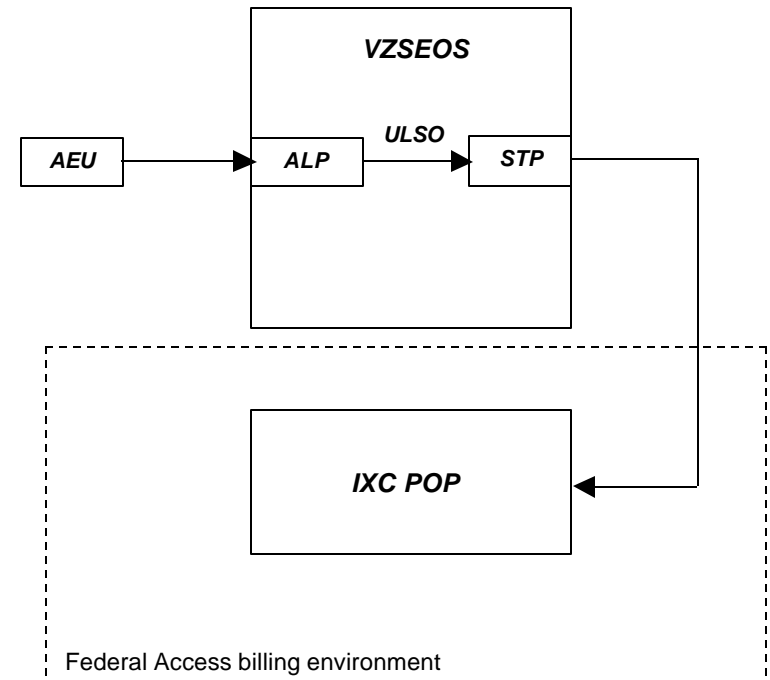 VZSEOS
ULSO
AEU
ALP
STP
IXC POP
Federal Access billing environment